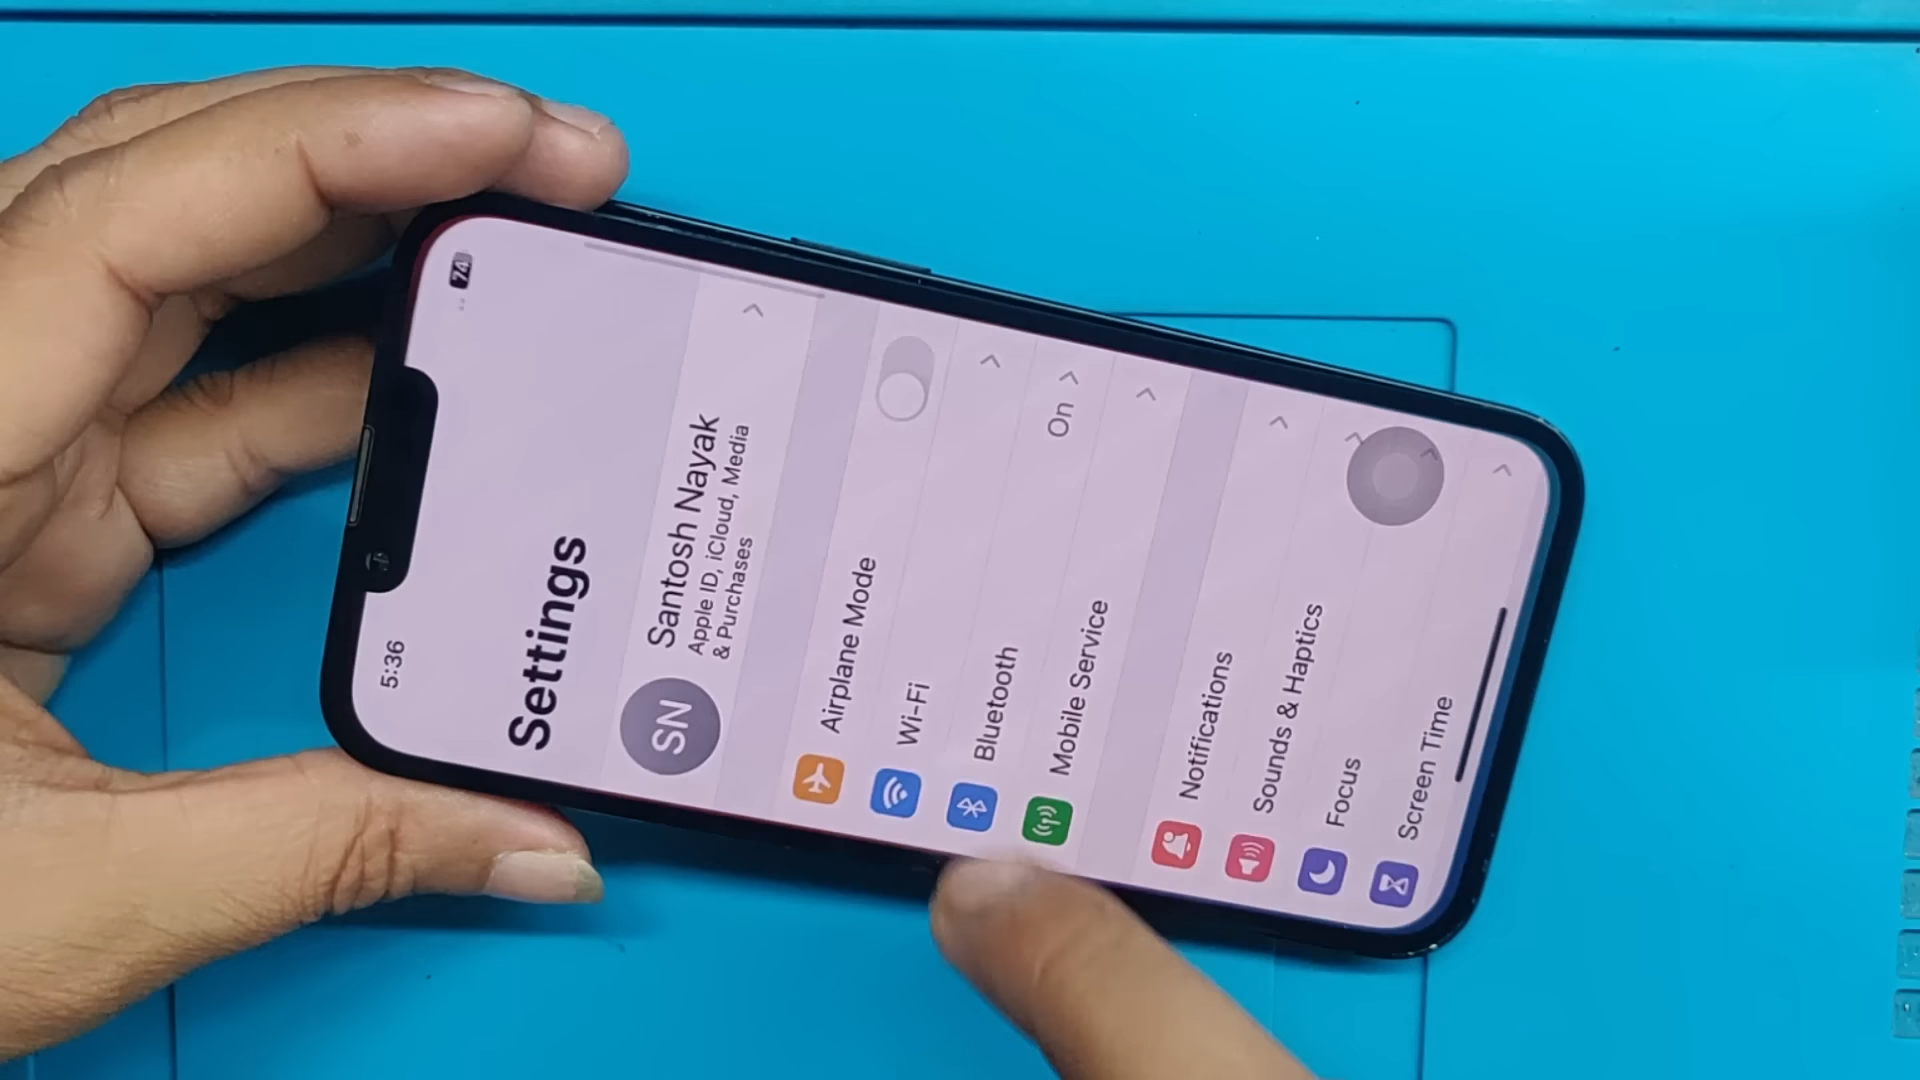 5:36
74
Settings
SN
Santosh Nayak
Apple ID, iCloud, Media
& Purchases
Airplane Mode
Wi-Fi
Bluetooth
On
Mobile Service
Notifications
Sounds & Haptics
Focus
Screen Time